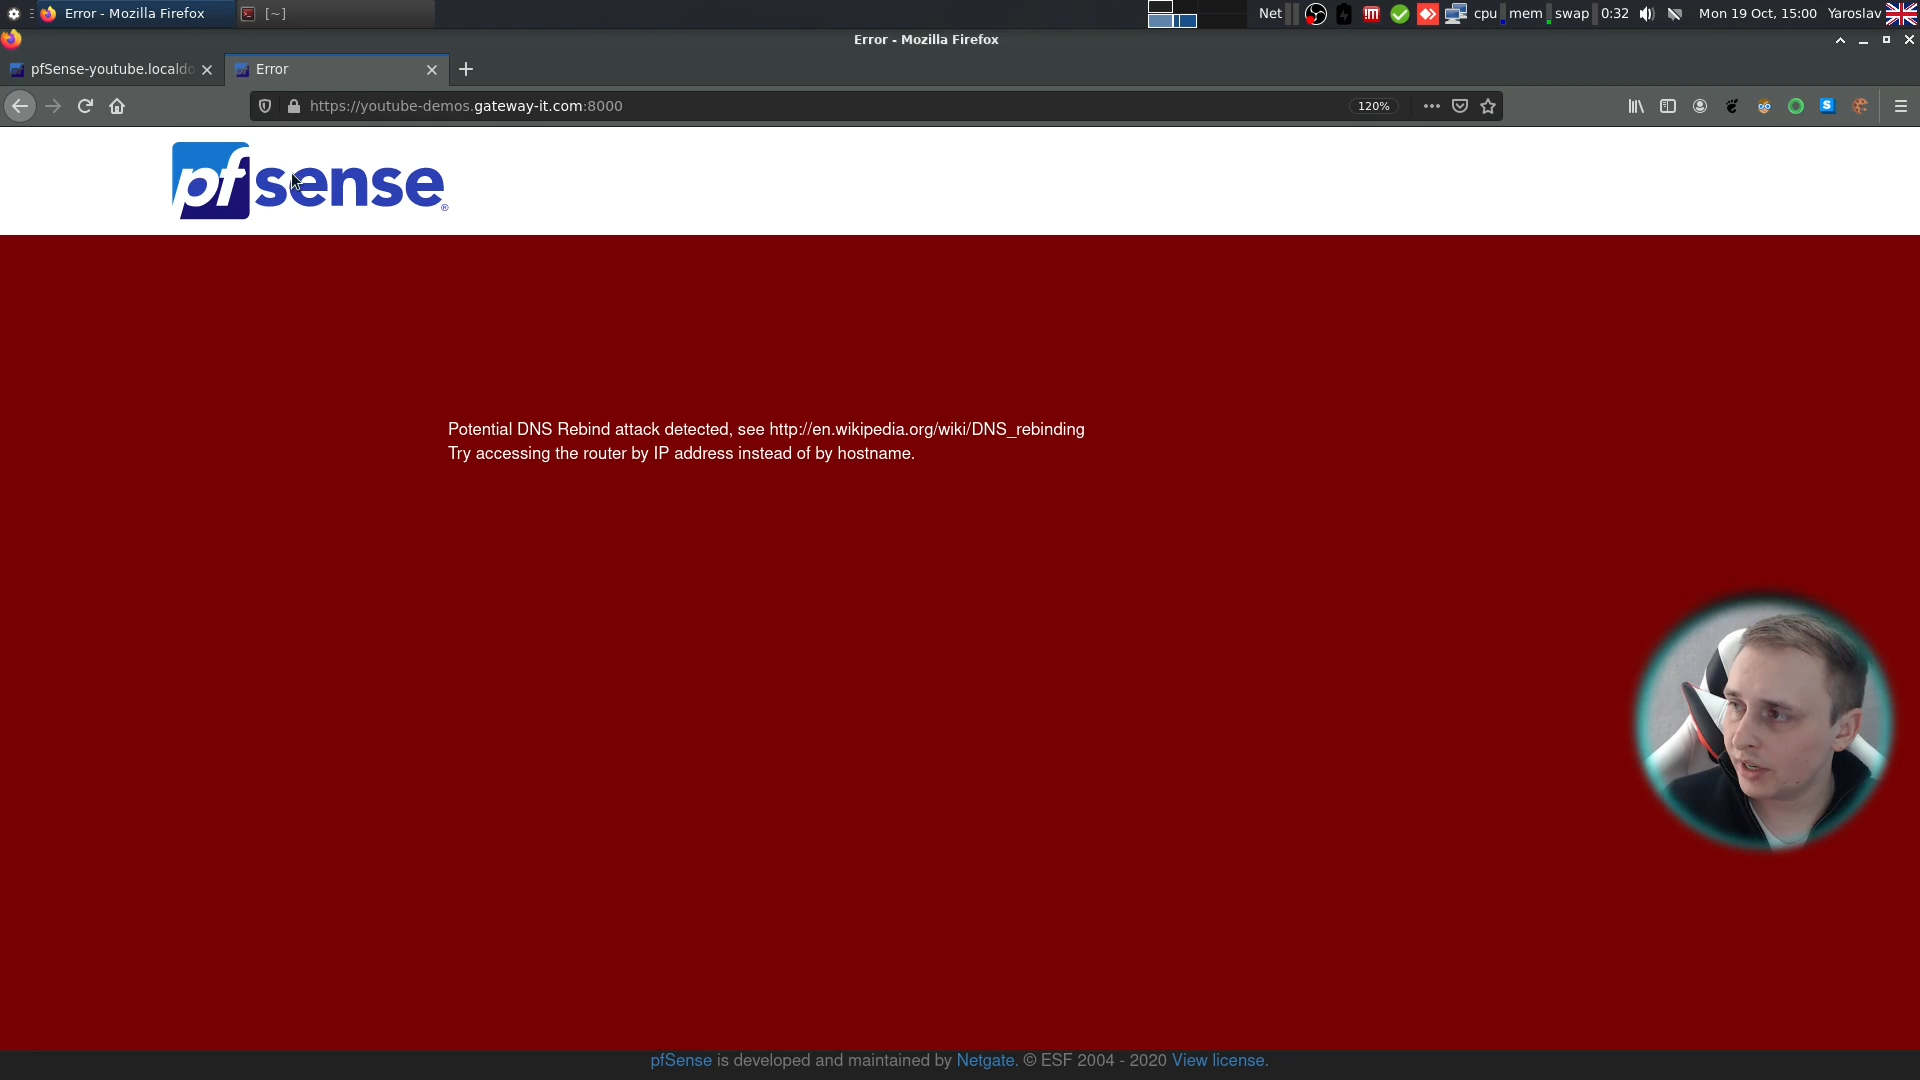 Error - Mozilla Firefox
[~]
Net
cpu
mem
swap
0:32
Mon 19 Oct, 15:00
Yaroslav
Error - Mozilla Firefox
pfSense-youtube.localdo
Error
https://youtube-demos.gateway-it.com:8000
120%
pfsense®
Potential DNS Rebind attack detected, see http://en.wikipedia.org/wiki/DNS_rebinding
Try accessing the router by IP address instead of by hostname.
pfSense is developed and maintained by Netgate. © ESF 2004 - 2020 View license.